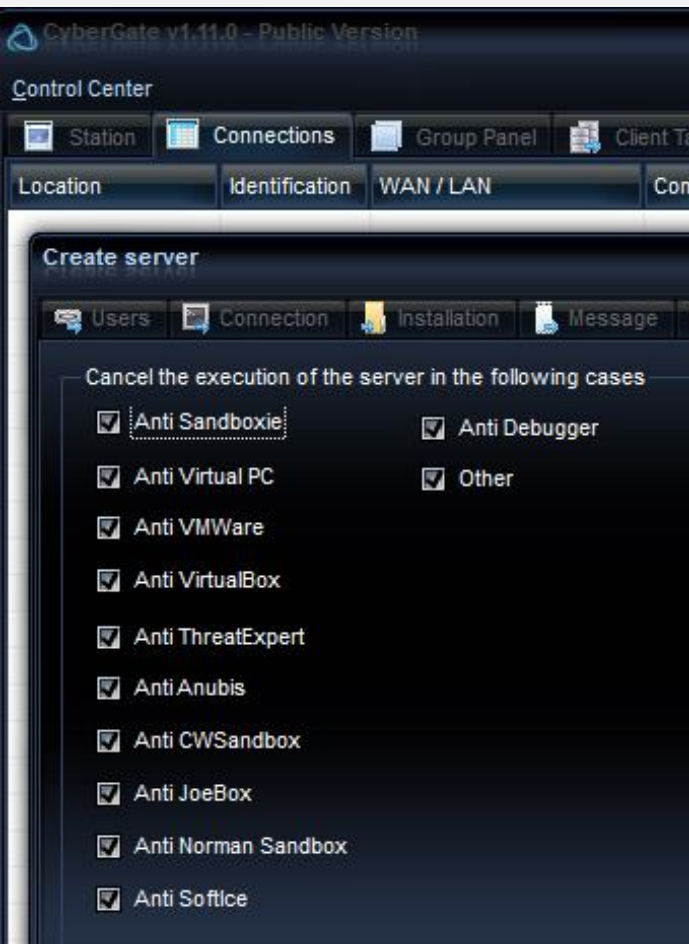 CyberGate v1.11.0 - Public Version
Control Center
Station Connections Group Panel Client
Location Identification WAN / LAN
Create server
Users Connection Installation Message
Cancel the execution of the server in the following cases
Anti Sandboxie Anti Debugger
Anti Virtual PC Other
Anti VMWare
Anti VirtualBox
Anti ThreatExpert
Anti Anubis
Anti CWSandbox
Anti JoeBox
Anti Norman Sandbox
Anti SoftIce